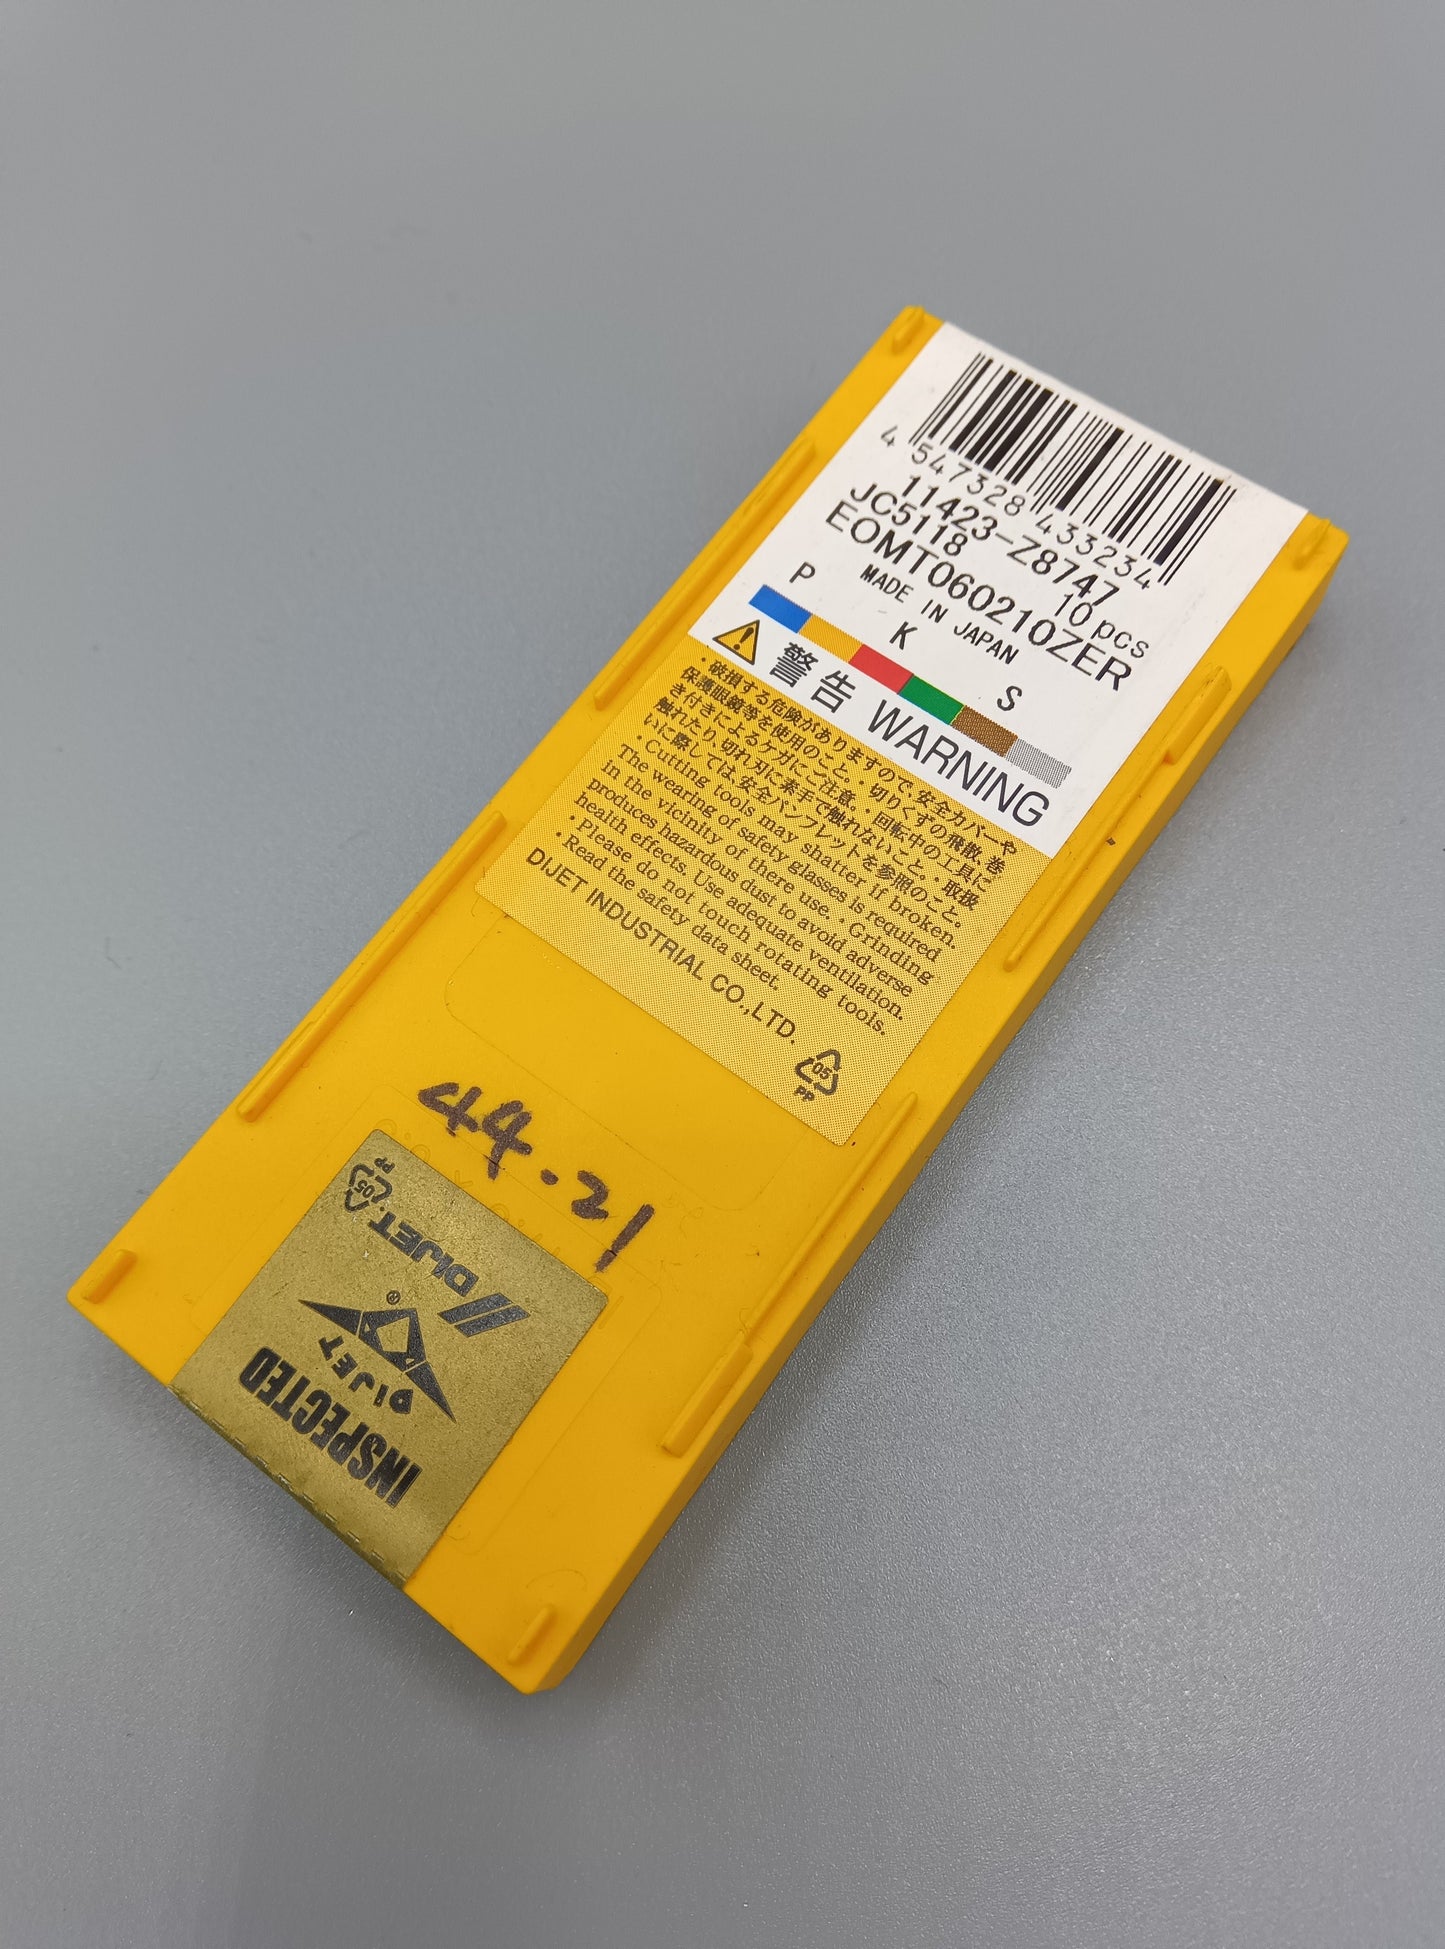 4 547328 433234
11423-Z8747
JC5118 10 pcs
EOMT060210ZER
MADE IN JAPAN
P K S
警告 WARNING
・破損する危険がありますので、安全カバーや
保護眼鏡等を使用のこと。・切りくずの飛散、巻
き付きによるケガにご注意。・回転中の工具に
触れたり切れ刃に素手で触れないこと。・取扱
いに際しては、安全パンフレットを参照のこと。
・Cutting tools may shatter if broken.
The wearing of safety glasses is required
in the vicinity of there use. ・Grinding
produces hazardous dust to avoid adverse
health effects. Use adequate ventilation.
・Please do not touch rotating tools.
・Read the safety data sheet.
DIJET INDUSTRIAL CO.,LTD.
05
PP
44.21
INSPECTED
DIJET
®
DIJET
05
PP